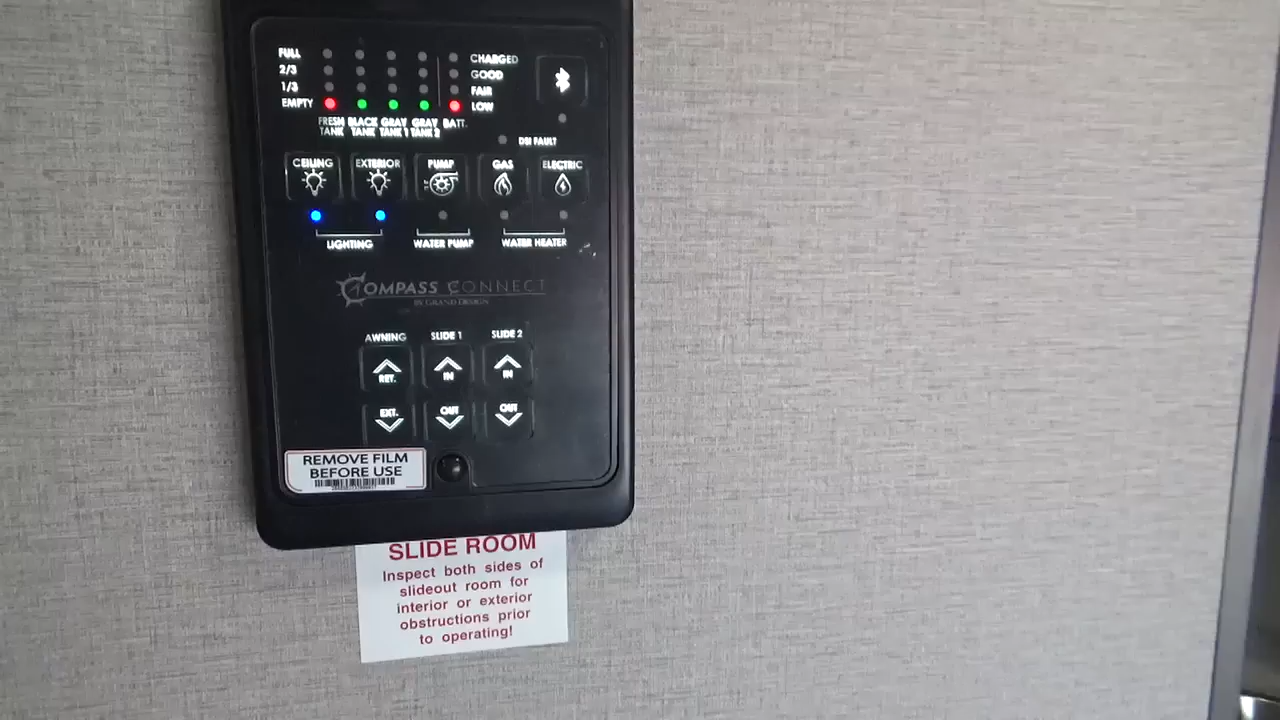 FULL
2/3
1/3
EMPTY
CHARGED
GOOD
FAIR
LOW
FRESH TANK
BLACK TANK
GRAY TANK 1
GRAY TANK 2
BATT.
DSI FAULT
CEILING
EXTERIOR
PUMP
GAS
ELECTRIC
LIGHTING
WATER PUMP
WATER HEATER
COMPASS CONNECT
BY GRAND DESIGN
AWNING
SLIDE 1
SLIDE 2
RET.
IN
IN
EXT.
OUT
OUT
REMOVE FILM
BEFORE USE
SLIDE ROOM
Inspect both sides of
slideout room for
interior or exterior
obstructions prior
to operating!